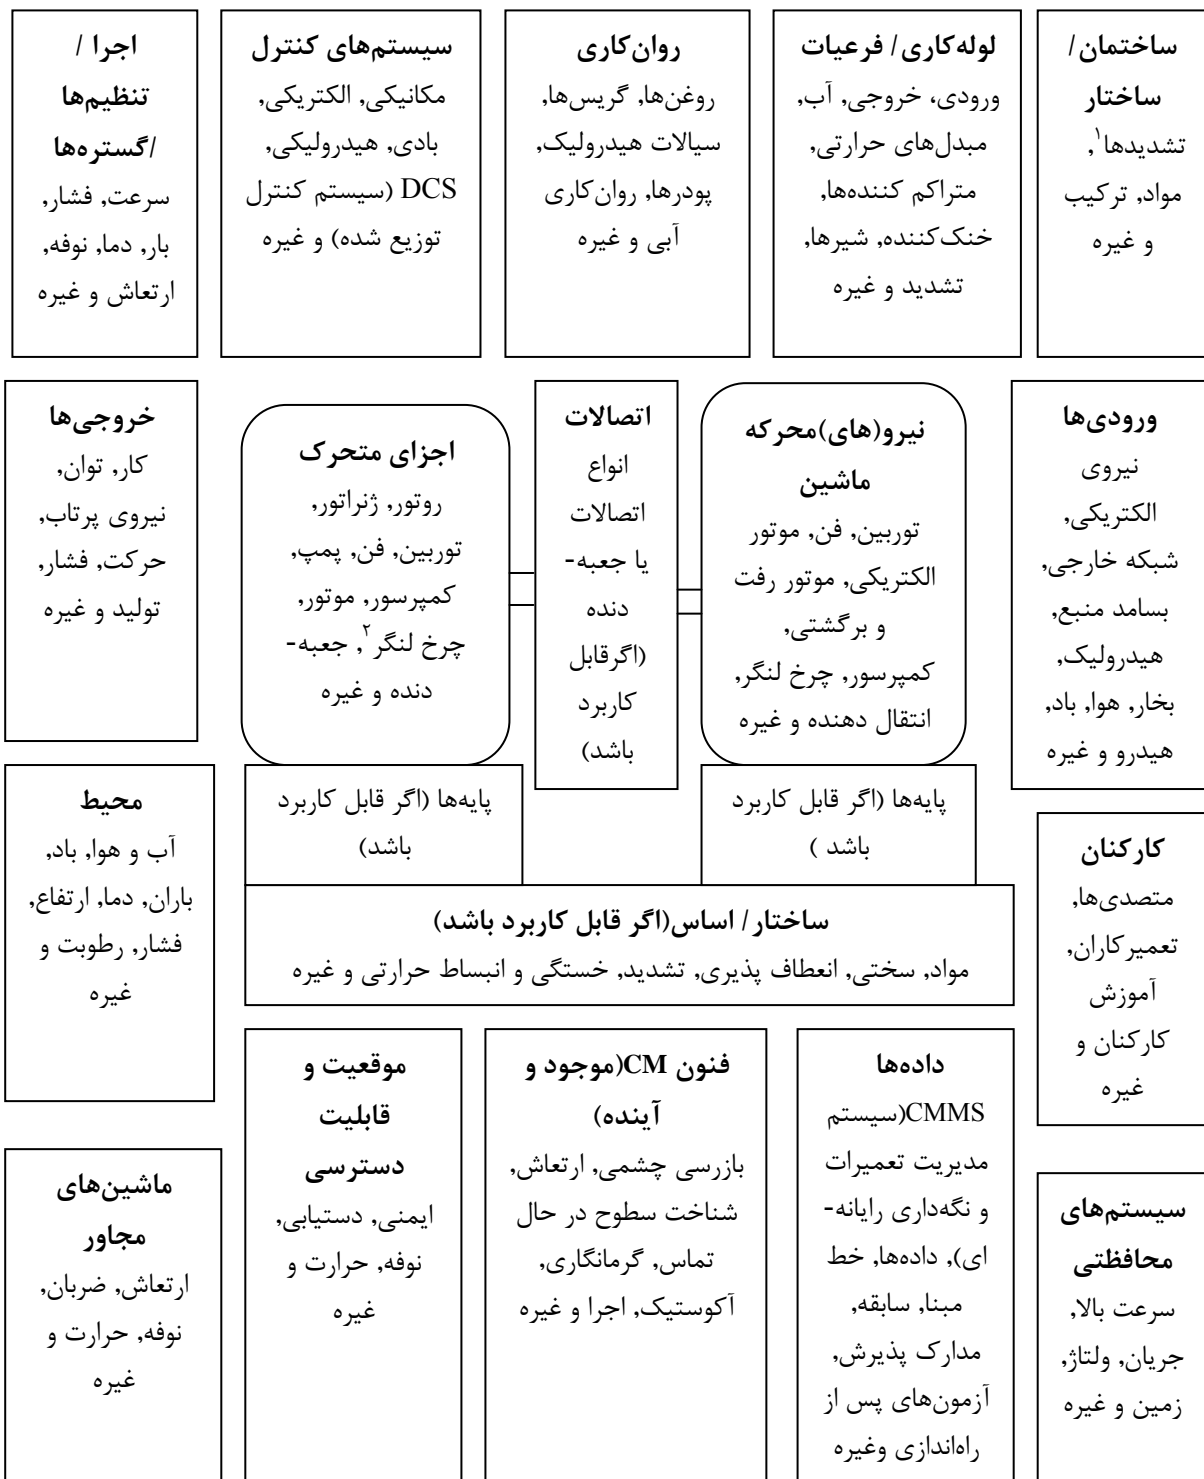 ساختمان/
ساختار
تشدیدها۱,
مواد, ترکیب
و غیره
لوله‌کاری/ فرعیات
ورودی، خروجی, آب,
مبدل‌های حرارتی,
متراکم کننده‌ها,
خنک‌کننده, شیرها,
تشدید و غیره
روان‌کاری
روغن‌ها, گریس‌ها,
سیالات هیدرولیک,
پودرها, روان‌کاری
آبی و غیره
سیستم‌های کنترل
مکانیکی, الکتریکی,
بادی, هیدرولیکی,
DCS (سیستم کنترل
توزیع شده) و غیره
اجرا /
تنظیم‌ها
/گستره‌ها
سرعت, فشار,
بار, دما, نوفه,
ارتعاش و غیره
ورودی‌ها
نیروی
الکتریکی,
شبکه خارجی,
بسامد منبع,
هیدرولیک,
بخار, هوا, باد,
هیدرو و غیره
نیرو(های)محرکه
ماشین
توربین, فن, موتور
الکتریکی, موتور رفت
و برگشتی,
کمپرسور, چرخ لنگر,
انتقال دهنده و غیره
اتصالات
انواع
اتصالات
یا جعبه-
دنده
(اگرقابل
کاربرد
باشد)
اجزای متحرک
روتور, ژنراتور,
توربین, فن, پمپ,
کمپرسور, موتور,
چرخ لنگر۲, جعبه-
دنده و غیره
خروجی‌ها
کار, توان,
نیروی پرتاب,
حرکت, فشار,
تولید و غیره
پایه‌ها (اگر قابل کاربرد
باشد )
پایه‌ها (اگر قابل کاربرد
باشد)
محیط
آب و هوا, باد,
باران, دما, ارتفاع,
فشار, رطوبت و
غیره
کارکنان
متصدی‌ها,
تعمیرکاران,
آموزش
کارکنان و
غیره
ساختار/ اساس(اگر قابل کاربرد باشد)
مواد, سختی, انعطاف پذیری, تشدید, خستگی و انبساط حرارتی و غیره
داده‌ها
CMMS(سیستم
مدیریت تعمیرات
و نگه‌داری رایانه-
ای), داده‌ها, خط
مبنا, سابقه,
مدارک پذیرش,
آزمون‌های پس از
راه‌اندازی وغیره
فنون CM(موجود و
آینده)
بازرسی چشمی, ارتعاش,
شناخت سطوح در حال
تماس, گرمانگاری,
آکوستیک, اجرا و غیره
موقعیت و
قابلیت
دسترسی
ایمنی, دستیابی,
نوفه, حرارت و
غیره
ماشین‌های
مجاور
ارتعاش, ضربان,
نوفه, حرارت و
غیره
سیستم‌های
محافظتی
سرعت بالا,
جریان, ولتاژ,
زمین و غیره